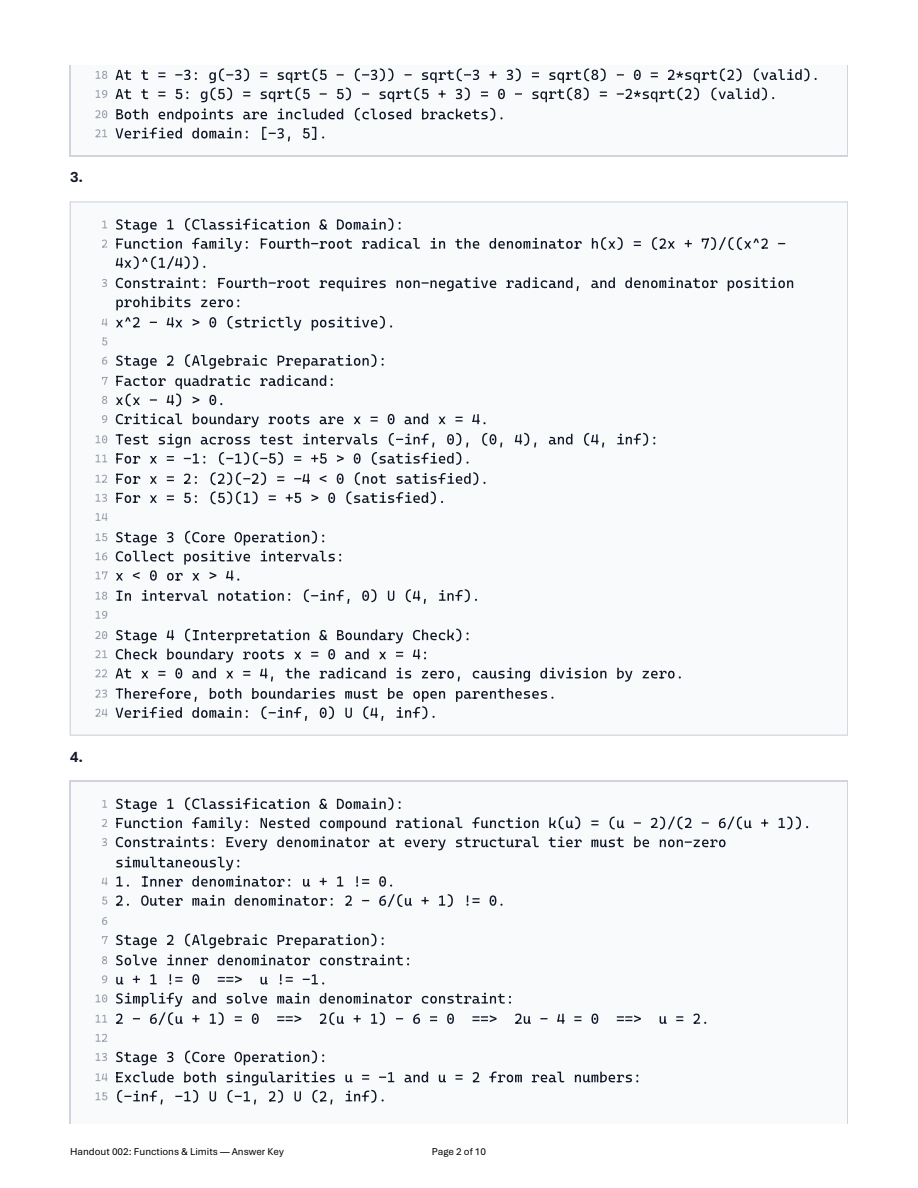 18 At t = −3: g(−3) = sqrt(5 − (−3)) − sqrt(−3 + 3) = sqrt(8) − 0 = 2*sqrt(2) (valid).
19 At t = 5: g(5) = sqrt(5 − 5) − sqrt(5 + 3) = 0 − sqrt(8) = −2*sqrt(2) (valid).
20 Both endpoints are included (closed brackets).
21 Verified domain: [−3, 5].
3.
1 Stage 1 (Classification & Domain):
2 Function family: Fourth−root radical in the denominator h(x) = (2x + 7)/((x^2 −
4x)^(1/4)).
3 Constraint: Fourth−root requires non−negative radicand, and denominator position
prohibits zero:
4 x^2 − 4x > 0 (strictly positive).
5
6 Stage 2 (Algebraic Preparation):
7 Factor quadratic radicand:
8 x(x − 4) > 0.
9 Critical boundary roots are x = 0 and x = 4.
10 Test sign across test intervals (−inf, 0), (0, 4), and (4, inf):
11 For x = −1: (−1)(−5) = +5 > 0 (satisfied).
12 For x = 2: (2)(−2) = −4 < 0 (not satisfied).
13 For x = 5: (5)(1) = +5 > 0 (satisfied).
14
15 Stage 3 (Core Operation):
16 Collect positive intervals:
17 x < 0 or x > 4.
18 In interval notation: (−inf, 0) U (4, inf).
19
20 Stage 4 (Interpretation & Boundary Check):
21 Check boundary roots x = 0 and x = 4:
22 At x = 0 and x = 4, the radicand is zero, causing division by zero.
23 Therefore, both boundaries must be open parentheses.
24 Verified domain: (−inf, 0) U (4, inf).
4.
1 Stage 1 (Classification & Domain):
2 Function family: Nested compound rational function k(u) = (u − 2)/(2 − 6/(u + 1)).
3 Constraints: Every denominator at every structural tier must be non−zero
simultaneously:
4 1. Inner denominator: u + 1 != 0.
5 2. Outer main denominator: 2 − 6/(u + 1) != 0.
6
7 Stage 2 (Algebraic Preparation):
8 Solve inner denominator constraint:
9 u + 1 != 0  ==>  u != −1.
10 Simplify and solve main denominator constraint:
11 2 − 6/(u + 1) = 0  ==>  2(u + 1) − 6 = 0  ==>  2u − 4 = 0  ==>  u = 2.
12
13 Stage 3 (Core Operation):
14 Exclude both singularities u = −1 and u = 2 from real numbers:
15 (−inf, −1) U (−1, 2) U (2, inf).
Handout 002: Functions & Limits — Answer Key Page 2 of 10